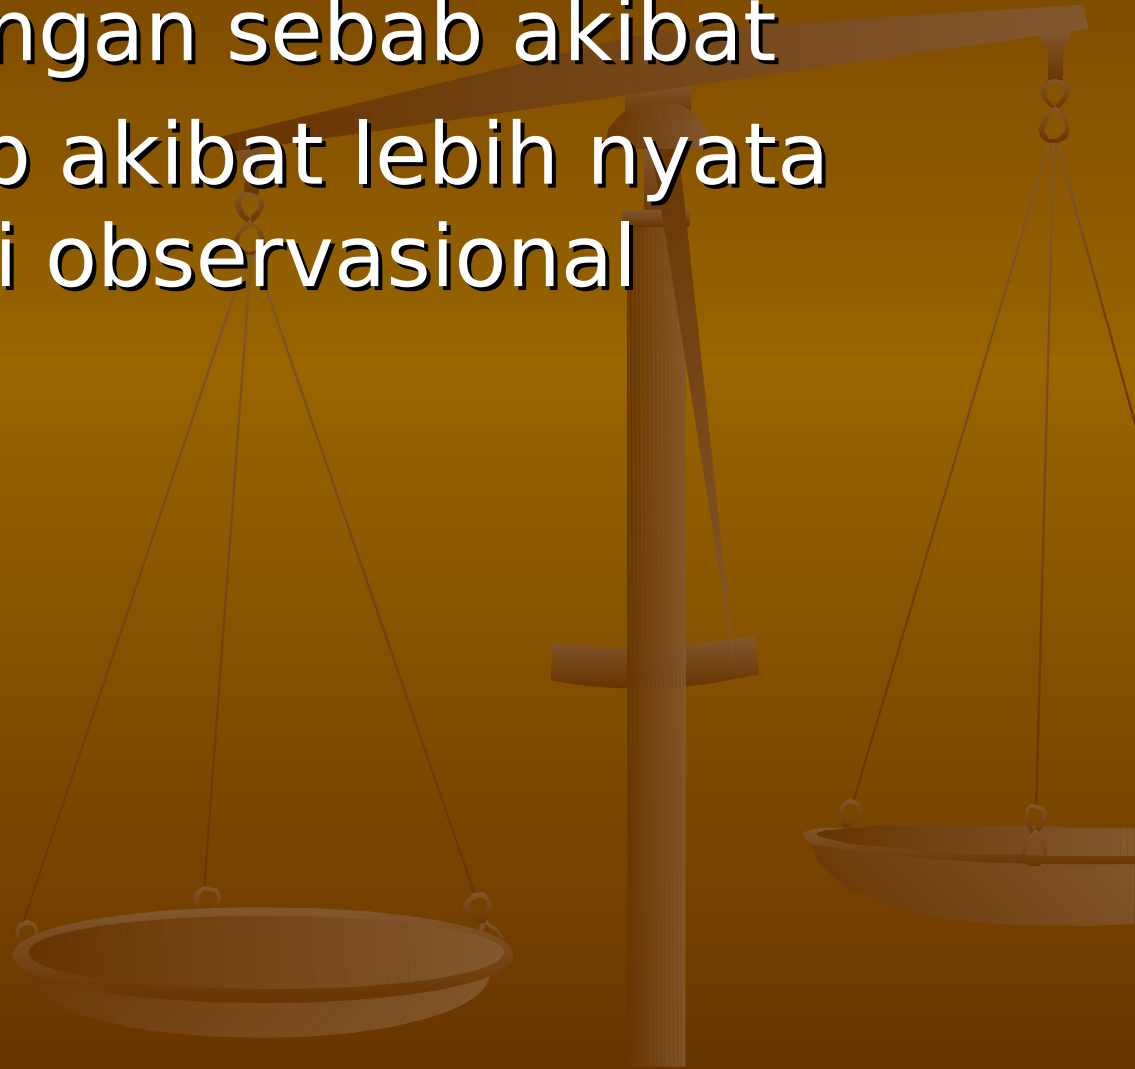 ngan sebab akibat
akibat lebih nyata
i observasional